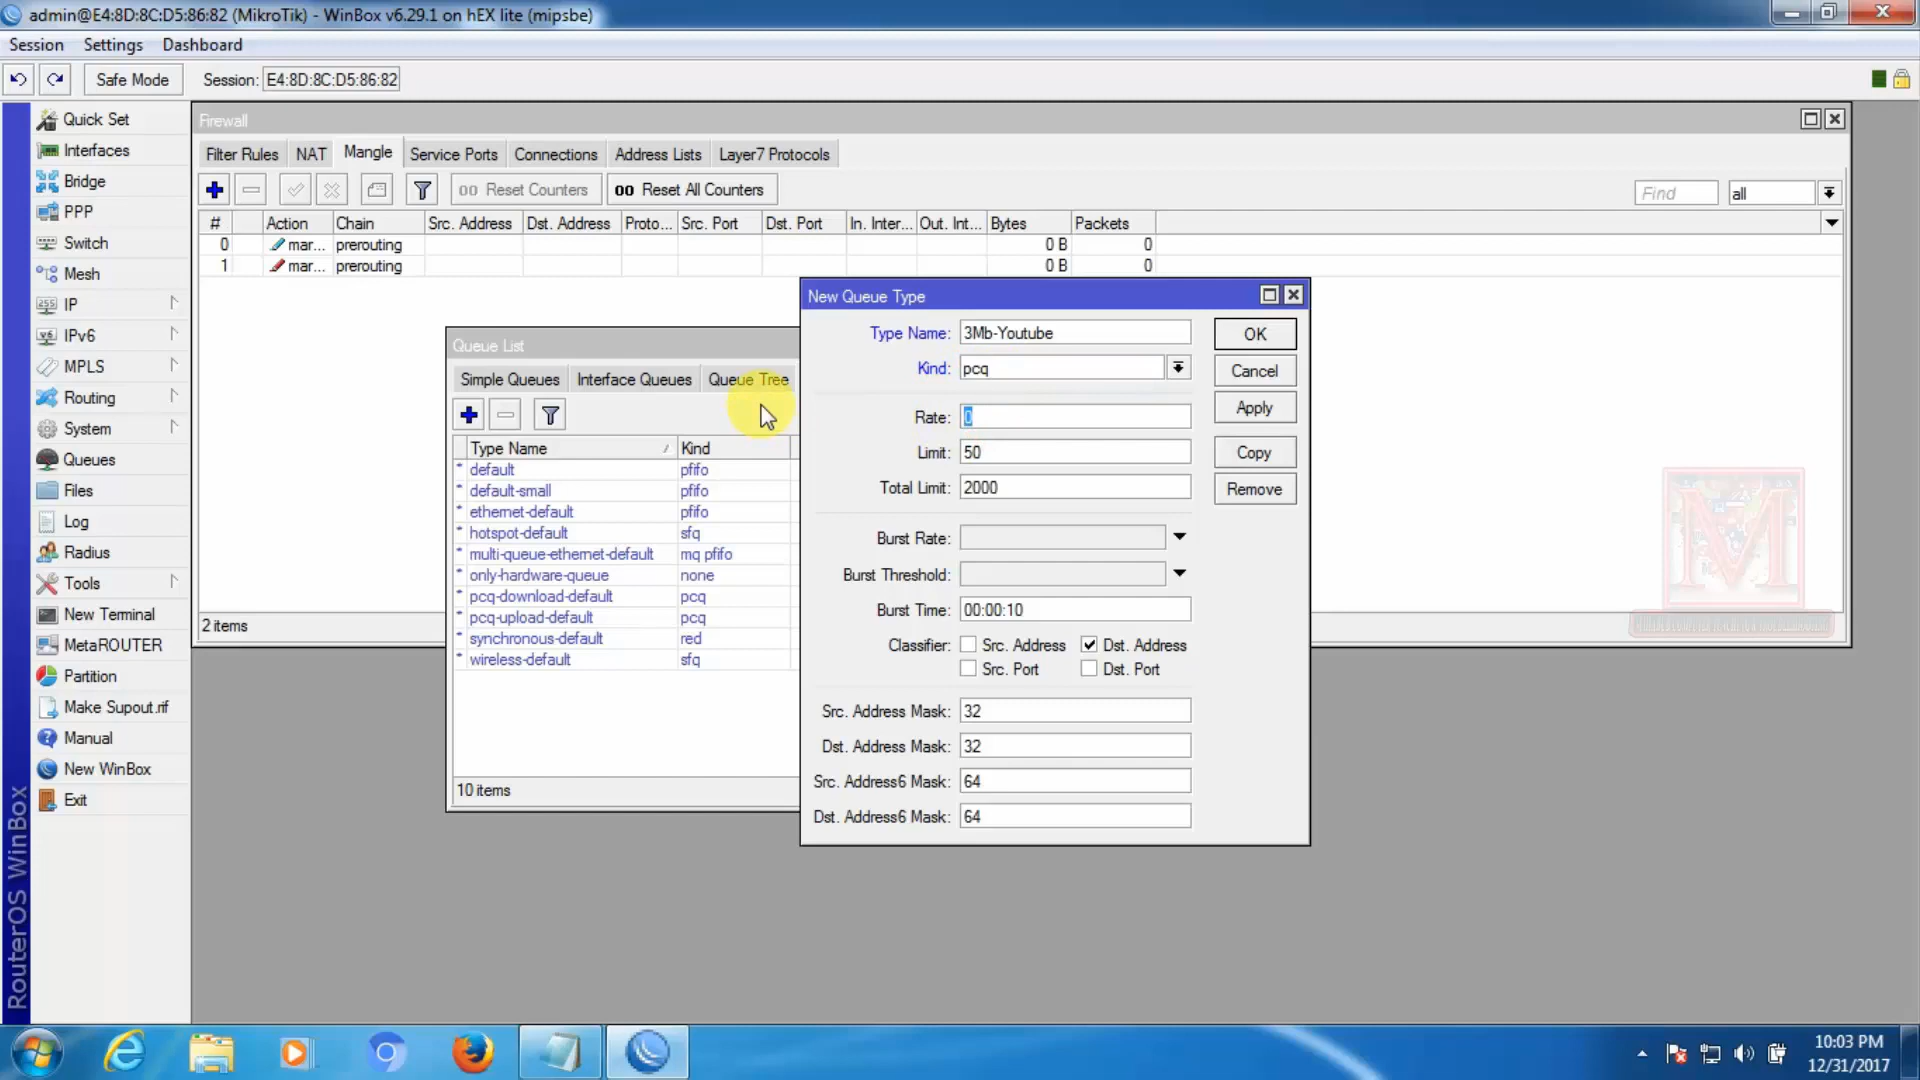 admin@E4:8D:8C:D5:86:82 (MikroTik) - WinBox v6.29.1 on hEX lite (mipsbe)
Session Settings Dashboard
Safe Mode Session: E4:8D:8C:D5:86:82
Quick Set
Interfaces
Bridge
PPP
Switch
Mesh
IP
IPv6
MPLS
Routing
System
Queues
Files
Log
Radius
Tools
New Terminal
MetaROUTER
Partition
Make Supout.rif
Manual
New WinBox
Exit
RouterOS WinBox
Firewall
Filter Rules NAT Mangle Service Ports Connections Address Lists Layer7 Protocols
00 Reset Counters 00 Reset All Counters Find all
# Action Chain Src. Address Dst. Address Proto... Src. Port Dst. Port In. Inter... Out. Int... Bytes Packets
0 mar... prerouting 0 B 0
1 mar... prerouting 0 B 0
2 items
Queue List
Simple Queues Interface Queues Queue Tree
Type Name Kind
* default pfifo
* default-small pfifo
* ethernet-default pfifo
* hotspot-default sfq
* multi-queue-ethernet-default mq pfifo
* only-hardware-queue none
* pcq-download-default pcq
* pcq-upload-default pcq
* synchronous-default red
* wireless-default sfq
10 items
New Queue Type
Type Name: 3Mb-Youtube
Kind: pcq
Rate: 0
Limit: 50
Total Limit: 2000
Burst Rate:
Burst Threshold:
Burst Time: 00:00:10
Classifier: Src. Address Dst. Address
Src. Port Dst. Port
Src. Address Mask: 32
Dst. Address Mask: 32
Src. Address6 Mask: 64
Dst. Address6 Mask: 64
OK
Cancel
Apply
Copy
Remove
M
10:03 PM
12/31/2017